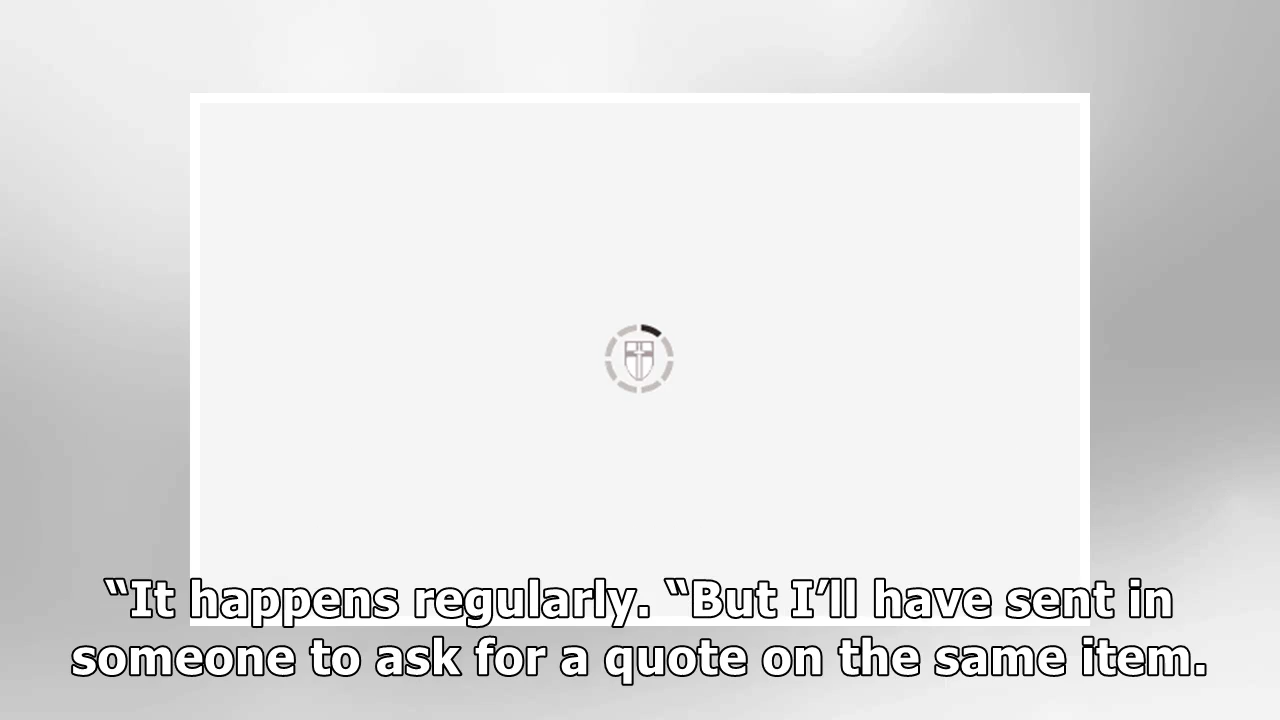 “It happens regularly. “But I’ll have sent in
someone to ask for a quote on the same item.